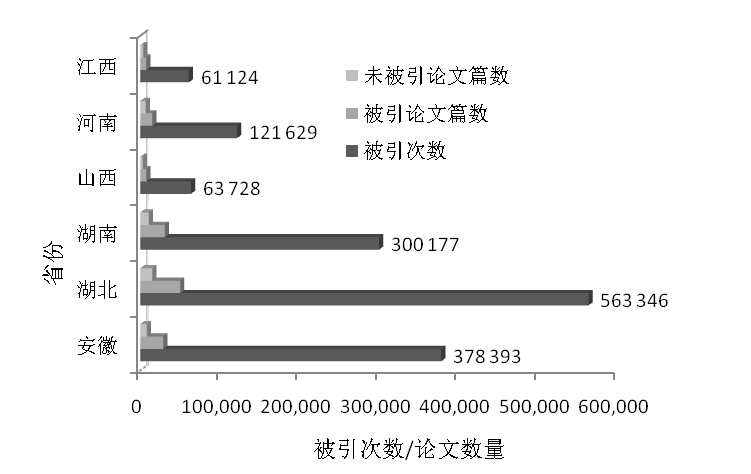 江西
61 124
未被引论文篇数
河南
121 629
被引论文篇数
被引次数
山西
63 728
湖南
300 177
省份
湖北
563 346
安徽
378 393
0 100,000 200,000 300,000 400,000 500,000 600,000
被引次数/论文数量